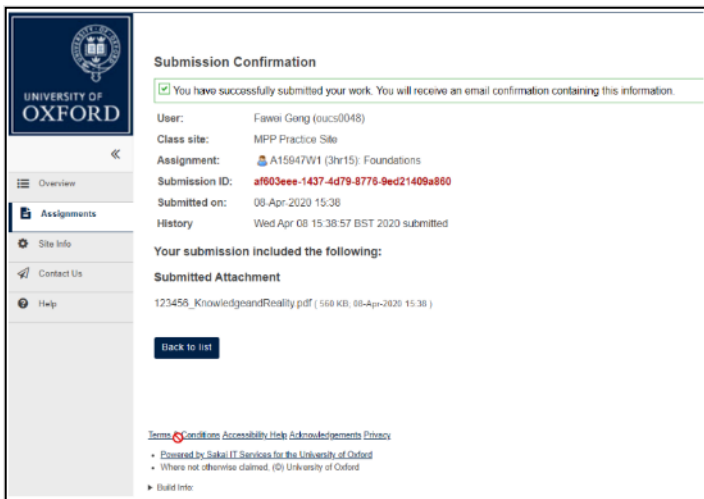 UNIVERSITY OF
OXFORD
«
Overview
Assignments
Site Info
Contact Us
Help
Submission Confirmation
You have successfully submitted your work. You will receive an email confirmation containing this information.
User: Fawei Geng (oucs0048)
Class site: MPP Practice Site
Assignment: A15947W1 (3hr15): Foundations
Submission ID: af603eee-1437-4d79-8776-9ed21409a860
Submitted on: 08-Apr-2020 15:38
History Wed Apr 08 15:38:57 BST 2020 submitted
Your submission included the following:
Submitted Attachment
123456_KnowledgeandReality.pdf ( 560 KB; 08-Apr-2020 15:38 )
Back to list
Terms & Conditions Accessibility Help Acknowledgements Privacy
• Powered by Sakai IT Services for the University of Oxford
• Where not otherwise claimed, (©) University of Oxford
▶ Build Info: